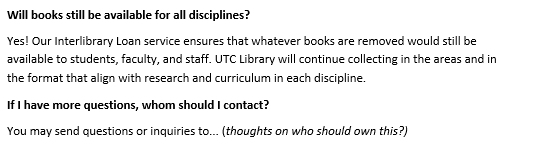 Will books still be available for all disciplines?
Yes! Our Interlibrary Loan service ensures that whatever books are removed would still be
available to students, faculty, and staff. UTC Library will continue collecting in the areas and in
the format that align with research and curriculum in each discipline.
If I have more questions, whom should I contact?
You may send questions or inquiries to... (thoughts on who should own this?)